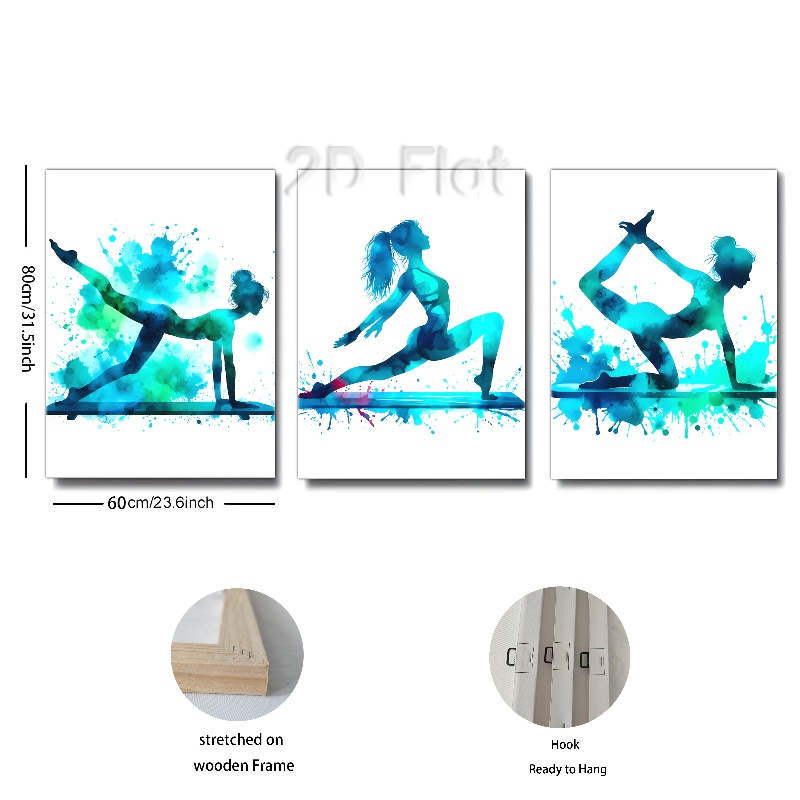 2D Flat
80cm/31.5inch
60cm/23.6inch
stretched on
wooden Frame
Hook
Ready to Hang